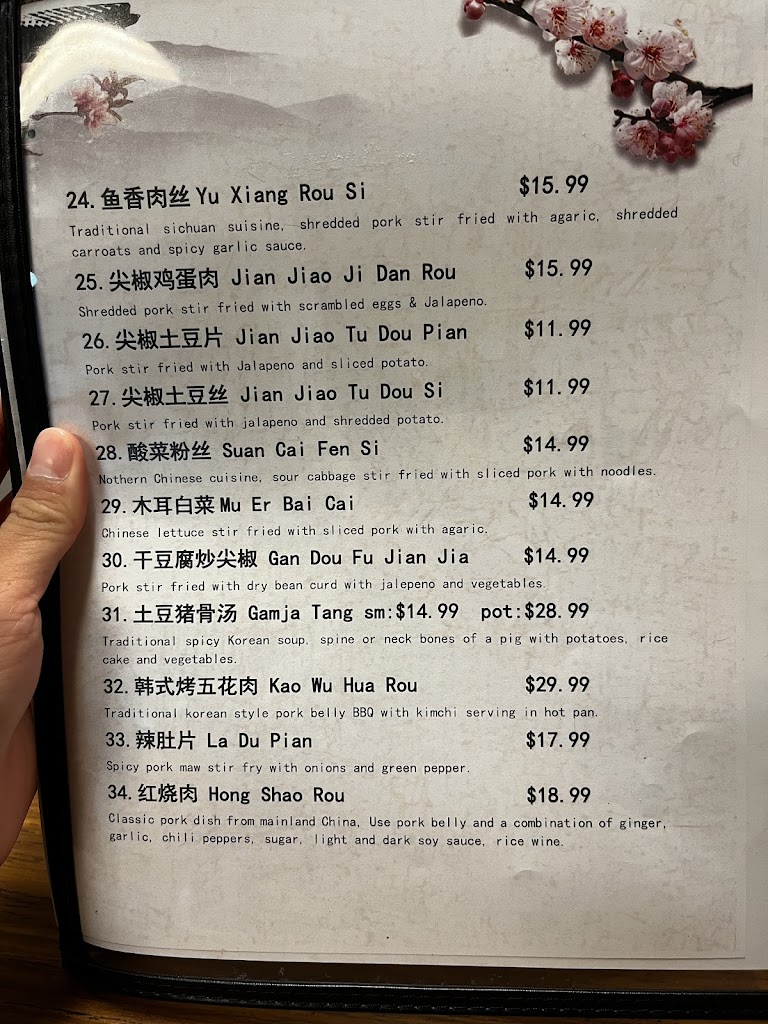 24. 鱼香肉丝 Yu Xiang Rou Si $15.99
Traditional sichuan suisine, shredded pork stir fried with agaric, shredded
carroats and spicy garlic sauce.
25. 尖椒鸡蛋肉 Jian Jiao Ji Dan Rou $15.99
Shredded pork stir fried with scrambled eggs & Jalapeno.
26. 尖椒土豆片 Jian Jiao Tu Dou Pian $11.99
Pork stir fried with Jalapeno and sliced potato.
27. 尖椒土豆丝 Jian Jiao Tu Dou Si $11.99
Pork stir fried with jalapeno and shredded potato.
28. 酸菜粉丝 Suan Cai Fen Si $14.99
Nothern Chinese cuisine, sour cabbage stir fried with sliced pork with noodles.
29. 木耳白菜 Mu Er Bai Cai $14.99
Chinese lettuce stir fried with sliced pork with agaric.
30. 干豆腐炒尖椒 Gan Dou Fu Jian Jia $14.99
Pork stir fried with dry bean curd with jalepeno and vegetables.
31. 土豆猪骨汤 Gamja Tang sm:$14.99 pot:$28.99
Traditional spicy Korean soup. spine or neck bones of a pig with potatoes, rice
cake and vegetables.
32. 韩式烤五花肉 Kao Wu Hua Rou $29.99
Traditional korean style pork belly BBQ with kimchi serving in hot pan.
33. 辣肚片 La Du Pian $17.99
Spicy pork maw stir fry with onions and green pepper.
34. 红烧肉 Hong Shao Rou $18.99
Classic pork dish from mainland China, Use pork belly and a combination of ginger,
garlic, chili peppers, sugar, light and dark soy sauce, rice wine.